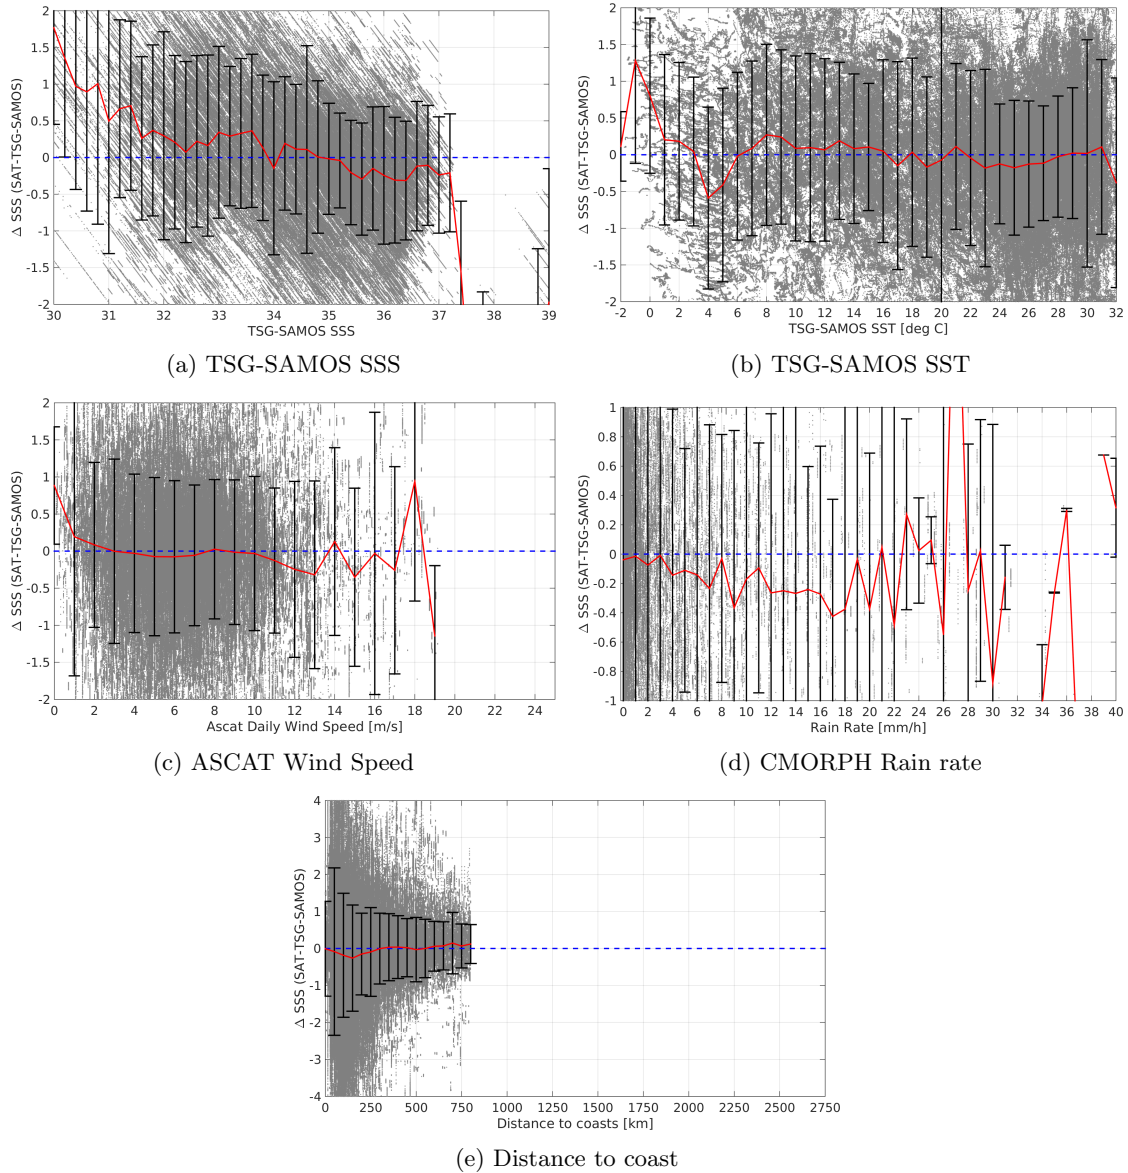 2
1.5
1
0.5
0
-0.5
-1
-1.5
-2
Δ SSS (SAT-TSG-SAMOS)
30 31 32 33 34 35 36 37 38 39
TSG-SAMOS SSS
(a) TSG-SAMOS SSS
2
1.5
1
0.5
0
-0.5
-1
-1.5
-2
Δ SSS (SAT-TSG-SAMOS)
-2 0 2 4 6 8 10 12 14 16 18 20 22 24 26 28 30 32
TSG-SAMOS SST [deg C]
(b) TSG-SAMOS SST
2
1.5
1
0.5
0
-0.5
-1
-1.5
-2
Δ SSS (SAT-TSG-SAMOS)
0 2 4 6 8 10 12 14 16 18 20 22 24
Ascat Daily Wind Speed [m/s]
(c) ASCAT Wind Speed
1
0.8
0.6
0.4
0.2
0
-0.2
-0.4
-0.6
-0.8
-1
Δ SSS (SAT-TSG-SAMOS)
0 2 4 6 8 10 12 14 16 18 20 22 24 26 28 30 32 34 36 38 40
Rain Rate [mm/h]
(d) CMORPH Rain rate
4
3
2
1
0
-1
-2
-3
-4
Δ SSS (SAT-TSG-SAMOS)
0 250 500 750 1000 1250 1500 1750 2000 2250 2500 2750
Distance to coasts [km]
(e) Distance to coast